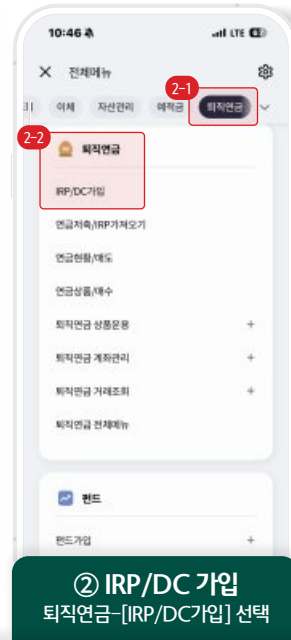 10:46
LTE
전체메뉴
이체 자산관리 예적금 퇴직연금
2-1
2-2
퇴직연금
IRP/DC가입
연금저축/IRP가져오기
연금현황/매도
연금상품/매수
퇴직연금 상품운용 +
퇴직연금 계좌관리 +
퇴직연금 거래조회 +
퇴직연금 전체메뉴
펀드
펀드가입 +
② IRP/DC 가입
퇴직연금-[IRP/DC가입] 선택